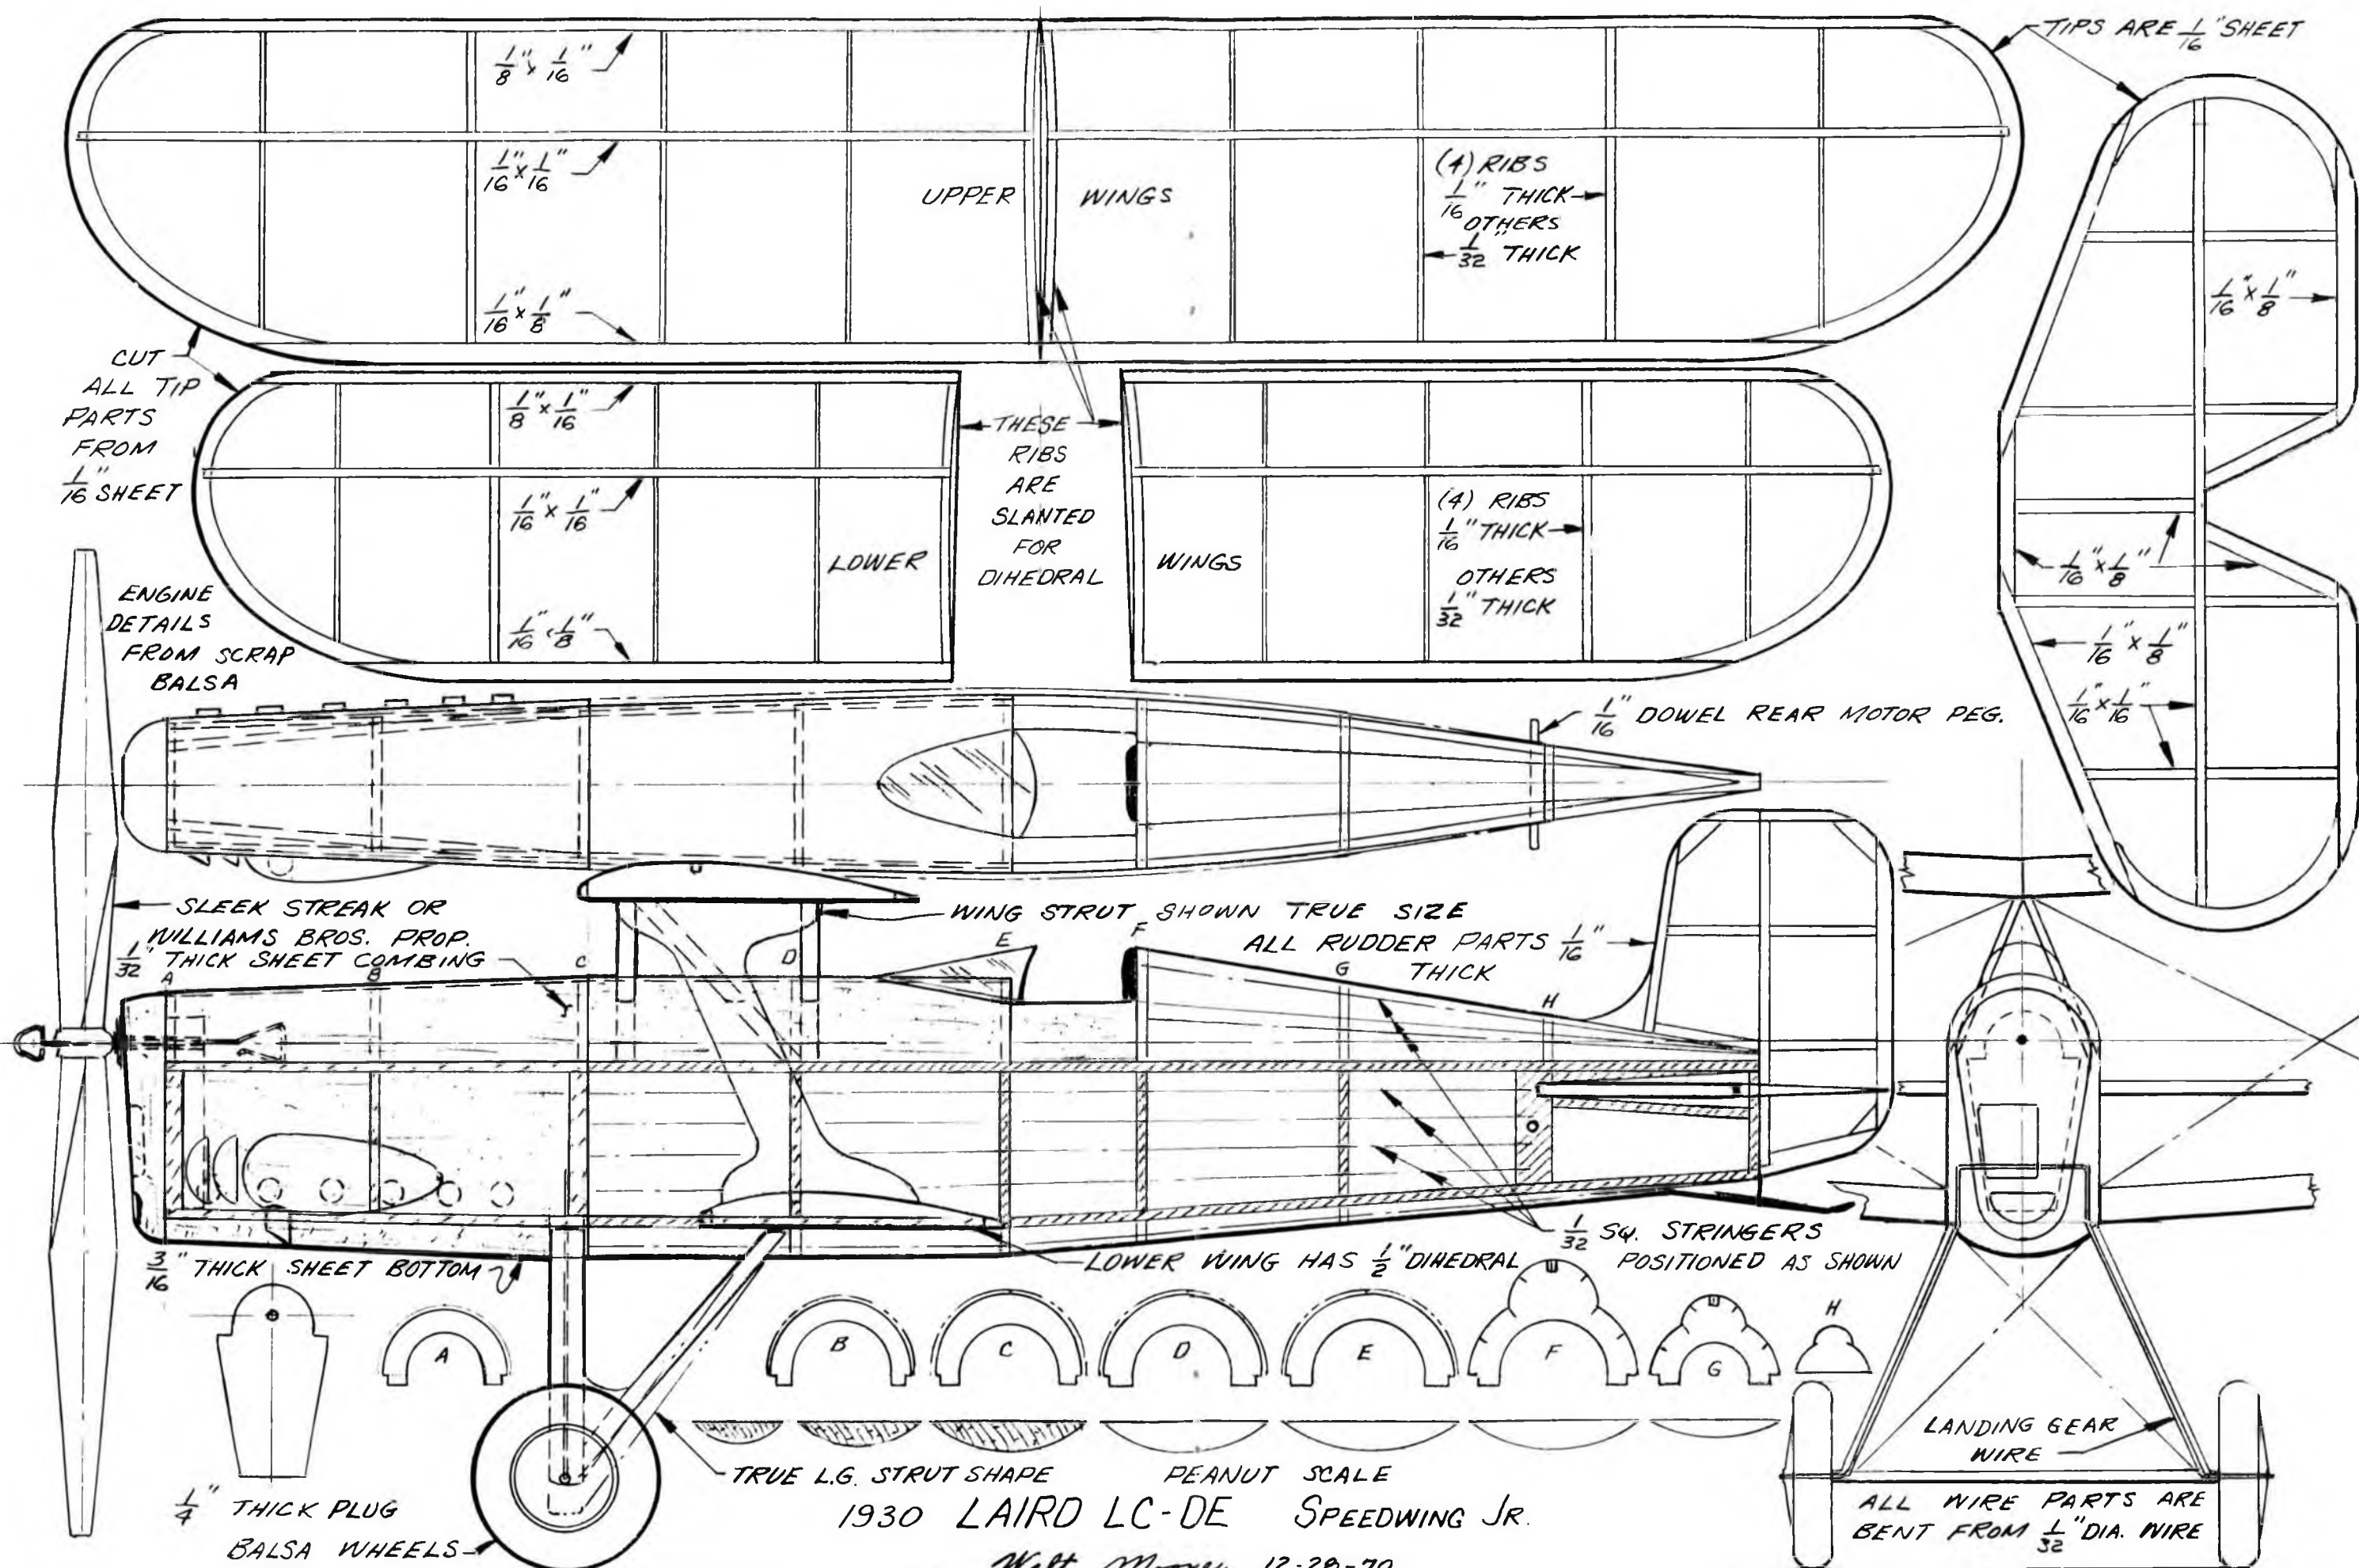 TIPS ARE 1/16" SHEET
1/8" x 1/16"
1/16" x 1/16"
1/16" x 1/8"
UPPER WINGS
(4) RIBS
1/16" THICK
OTHERS
1/32" THICK
1/16" x 1/8"
CUT
ALL TIP
PARTS
FROM
1/16" SHEET
1/8" x 1/16"
1/16" x 1/16"
1/16" x 1/8"
LOWER WINGS
THESE
RIBS
ARE
SLANTED
FOR
DIHEDRAL
(4) RIBS
1/16" THICK
OTHERS
1/32" THICK
1/16" x 1/8"
1/16" x 1/8"
1/16" x 1/16"
ENGINE
DETAILS
FROM SCRAP
BALSA
1/16" DOWEL REAR MOTOR PEG.
SLEEK STREAK OR
WILLIAMS BROS. PROP.
1/32" THICK SHEET COMBING
WING STRUT SHOWN TRUE SIZE
ALL RUDDER PARTS 1/16"
THICK
A
B
C
D
E
F
G
H
3/16" THICK SHEET BOTTOM
LOWER WING HAS 1/2" DIHEDRAL
1/32 SQ. STRINGERS
POSITIONED AS SHOWN
A
B
C
D
E
F
G
H
1/4" THICK PLUG
BALSA WHEELS
TRUE L.G. STRUT SHAPE
LANDING GEAR
WIRE
ALL WIRE PARTS ARE
BENT FROM 1/32" DIA. WIRE
PEANUT SCALE
1930 LAIRD LC-DE SPEEDWING JR.
Walt Mooney 12-28-70